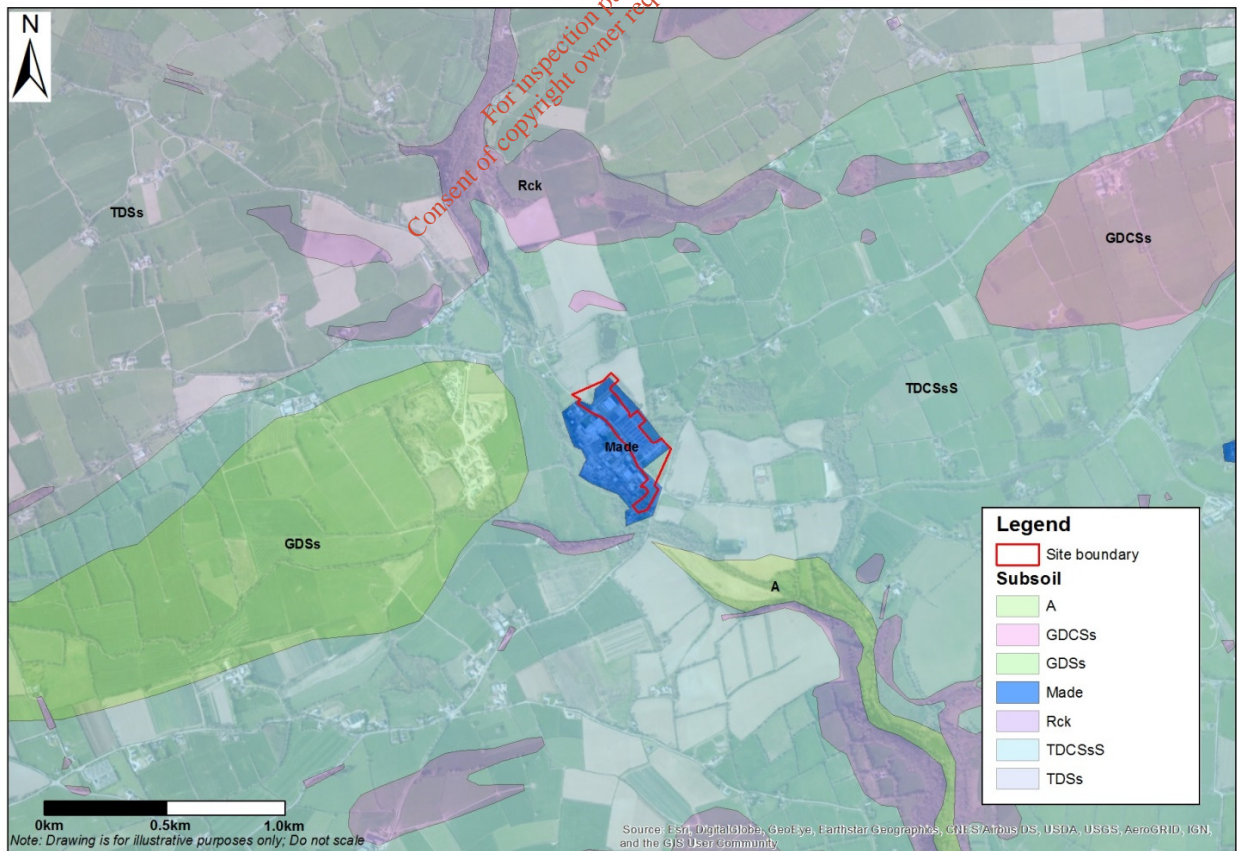 N
For inspection pu
Consent of copyright owner req
TDSs
Rck
GDCSs
TDCSsS
Made
GDSs
A
Legend
Site boundary
Subsoil
A
GDCSs
GDSs
Made
Rck
TDCSsS
TDSs
0km 0.5km 1.0km
Note: Drawing is for illustrative purposes only; Do not scale
Source: Esri, DigitalGlobe, GeoEye, Earthstar Geographics, CNES/Airbus DS, USDA, USGS, AeroGRID, IGN,
and the GIS User Community